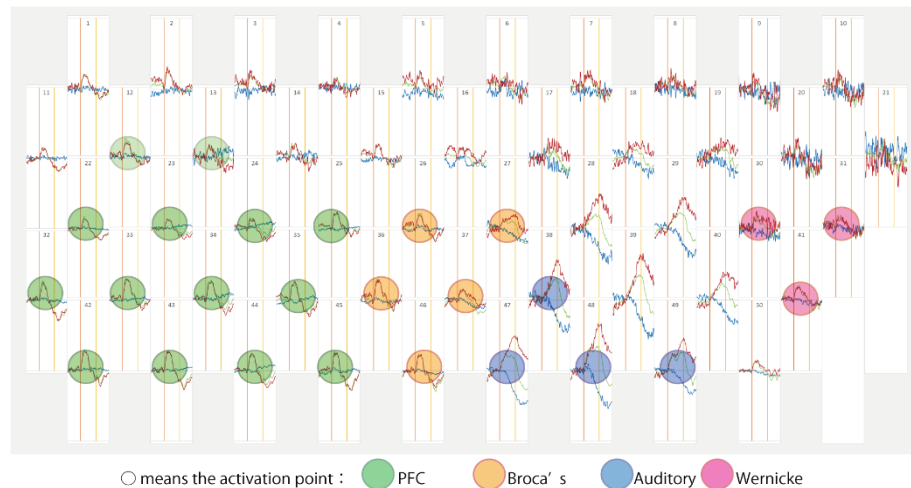 1 2 3 4 5 6 7 8 9 10
11 12 13 14 15 16 17 18 19 20 21
22 23 24 25 26 27 28 29 30 31
32 33 34 35 36 37 38 39 40 41
42 43 44 45 46 47 48 49 50
○ means the activation point : PFC Broca' s Auditory Wernicke